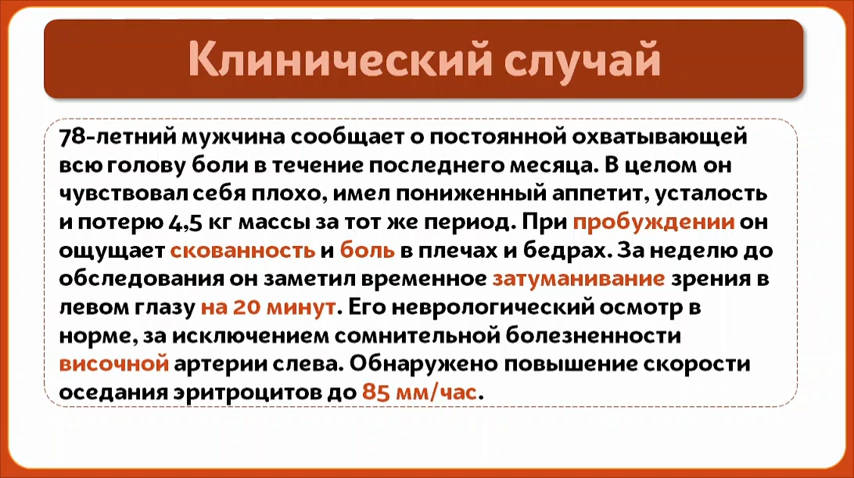 Клинический случай
78-летний мужчина сообщает о постоянной охватывающей
всю голову боли в течение последнего месяца. В целом он
чувствовал себя плохо, имел пониженный аппетит, усталость
и потерю 4,5 кг массы за тот же период. При пробуждении он
ощущает скованность и боль в плечах и бедрах. За неделю до
обследования он заметил временное затуманивание зрения в
левом глазу на 20 минут. Его неврологический осмотр в
норме, за исключением сомнительной болезненности
височной артерии слева. Обнаружено повышение скорости
оседания эритроцитов до 85 мм/час.